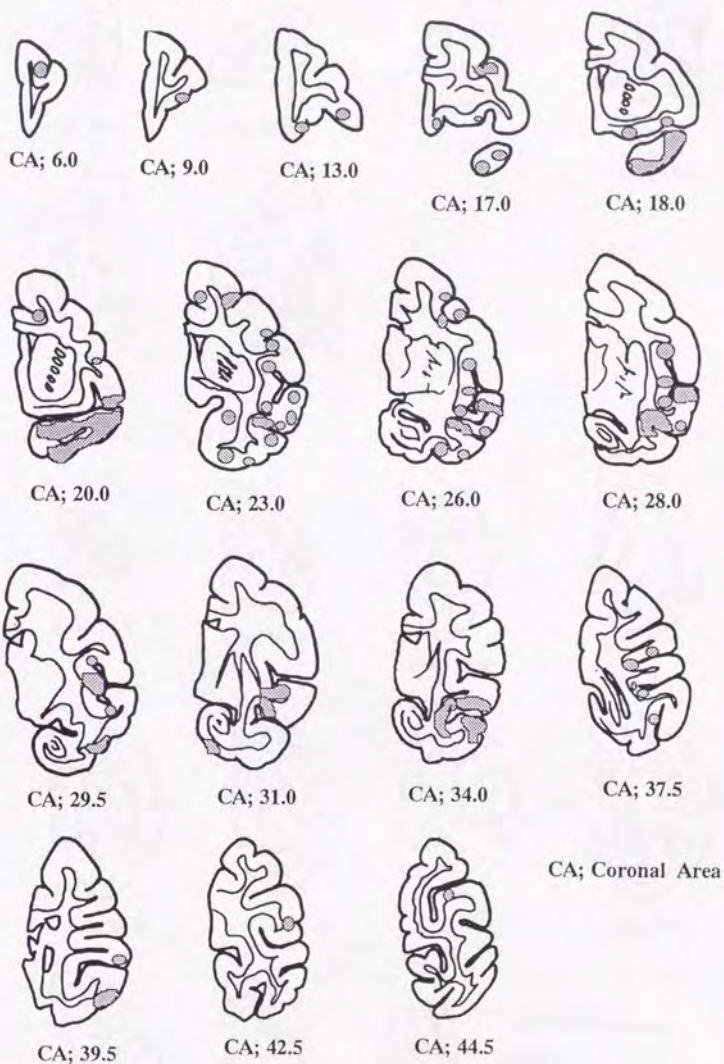 CA; 6.0
CA; 9.0
CA; 13.0
CA; 17.0
CA; 18.0
CA; 20.0
CA; 23.0
CA; 26.0
CA; 28.0
CA; 29.5
CA; 31.0
CA; 34.0
CA; 37.5
CA; Coronal Area
CA; 39.5
CA; 42.5
CA; 44.5